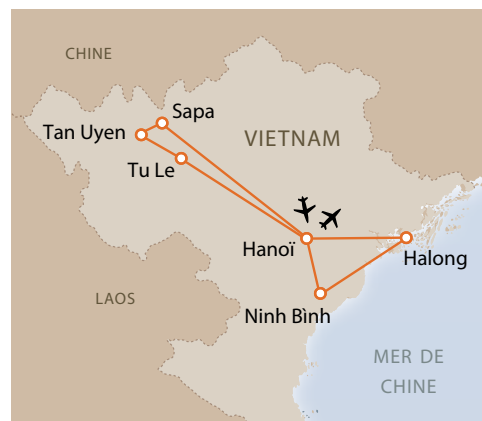 CHINE
Sapa
Tan Uyen
VIETNAM
Tu Le
Hanoï
Halong
LAOS
Ninh Bình
MER DE
CHINE